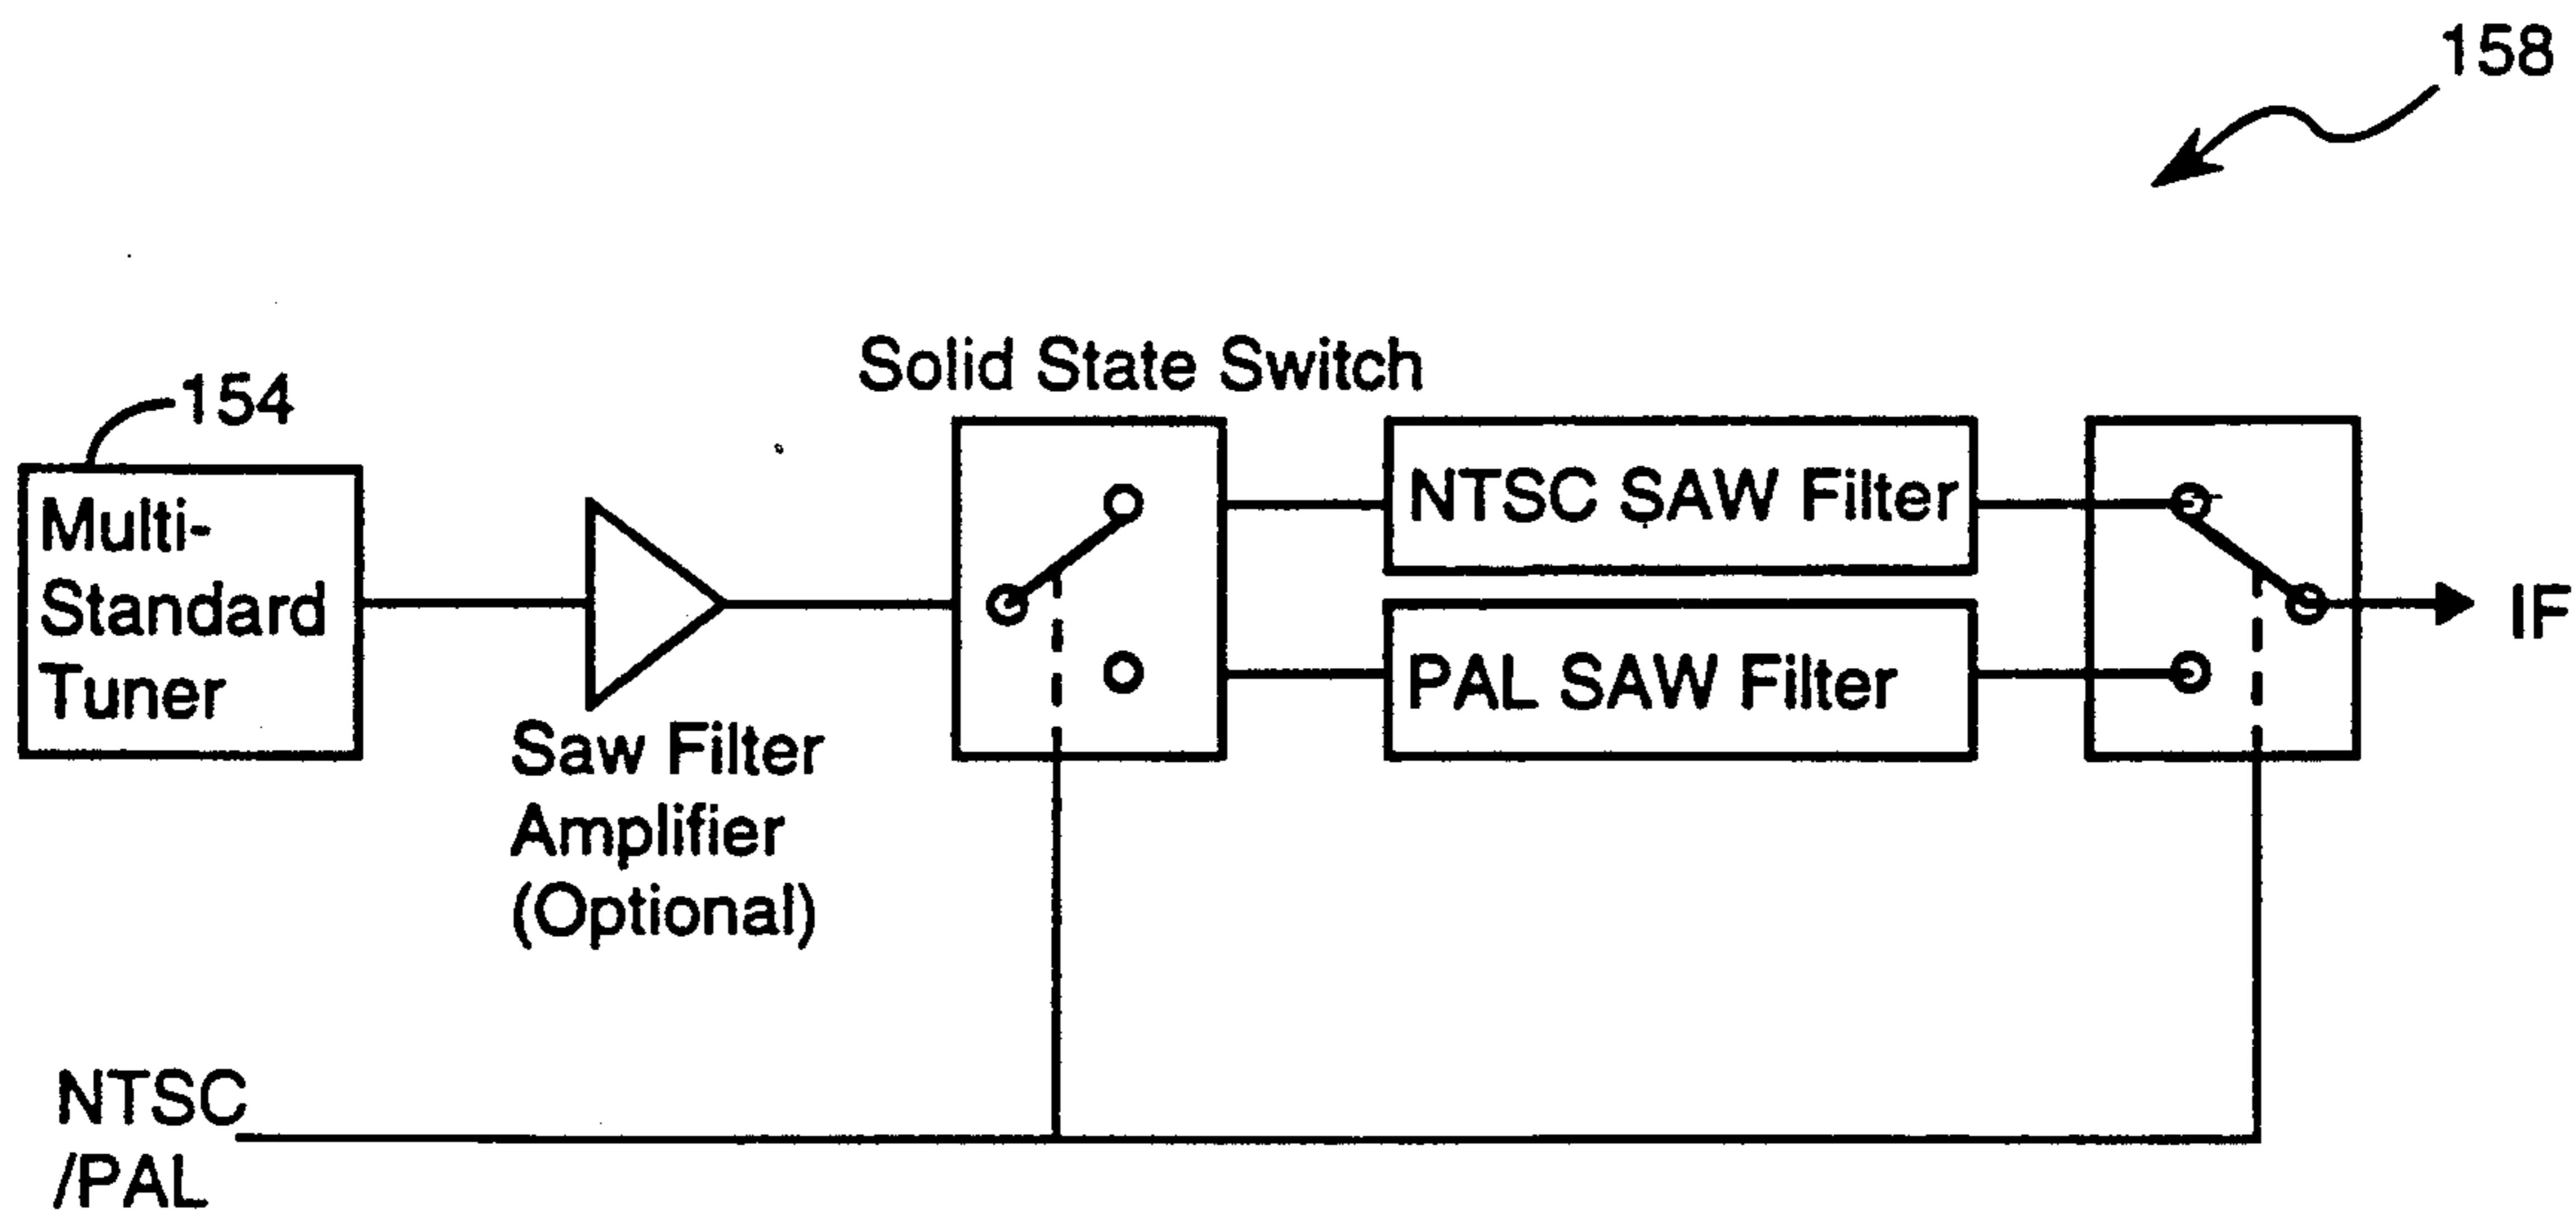 158
154
Solid State Switch
Multi-
Standard
Tuner
Saw Filter
Amplifier
(Optional)
NTSC SAW Filter
PAL SAW Filter
IF
NTSC
/PAL